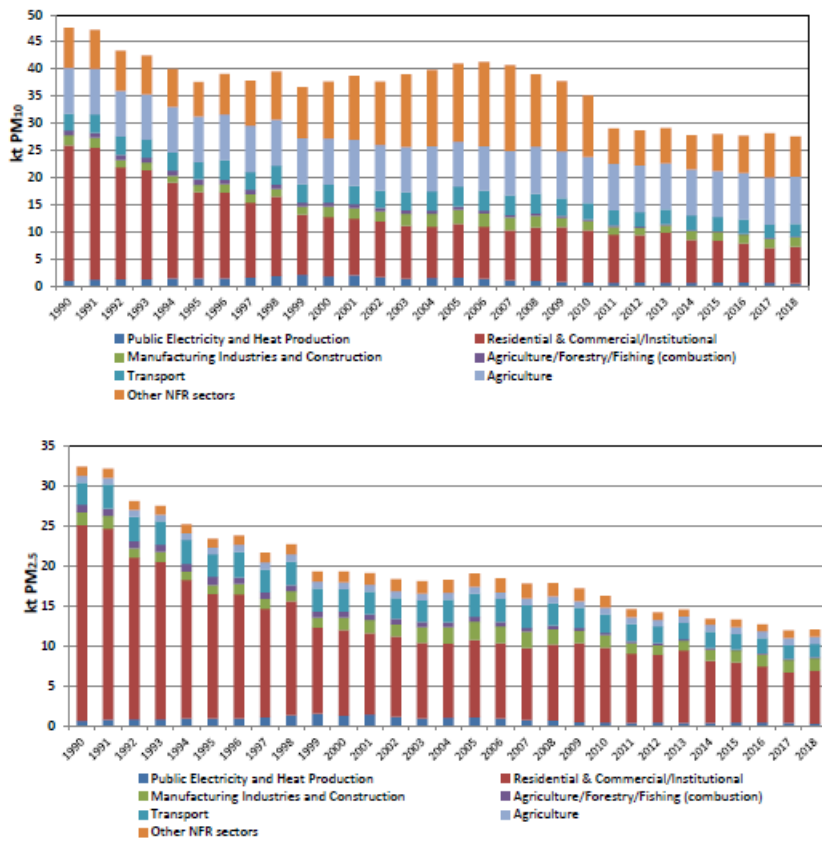 kt PM10
50
45
40
35
30
25
20
15
10
5
0
1990 1991 1992 1993 1994 1995 1996 1997 1998 1999 2000 2001 2002 2003 2004 2005 2006 2007 2008 2009 2010 2011 2012 2013 2014 2015 2016 2017 2018
Public Electricity and Heat Production Residential & Commercial/Institutional
Manufacturing Industries and Construction Agriculture/Forestry/Fishing (combustion)
Transport Agriculture
Other NFR sectors
kt PM2.5
35
30
25
20
15
10
5
0
1990 1991 1992 1993 1994 1995 1996 1997 1998 1999 2000 2001 2002 2003 2004 2005 2006 2007 2008 2009 2010 2011 2012 2013 2014 2015 2016 2017 2018
Public Electricity and Heat Production Residential & Commercial/Institutional
Manufacturing Industries and Construction Agriculture/Forestry/Fishing (combustion)
Transport Agriculture
Other NFR sectors